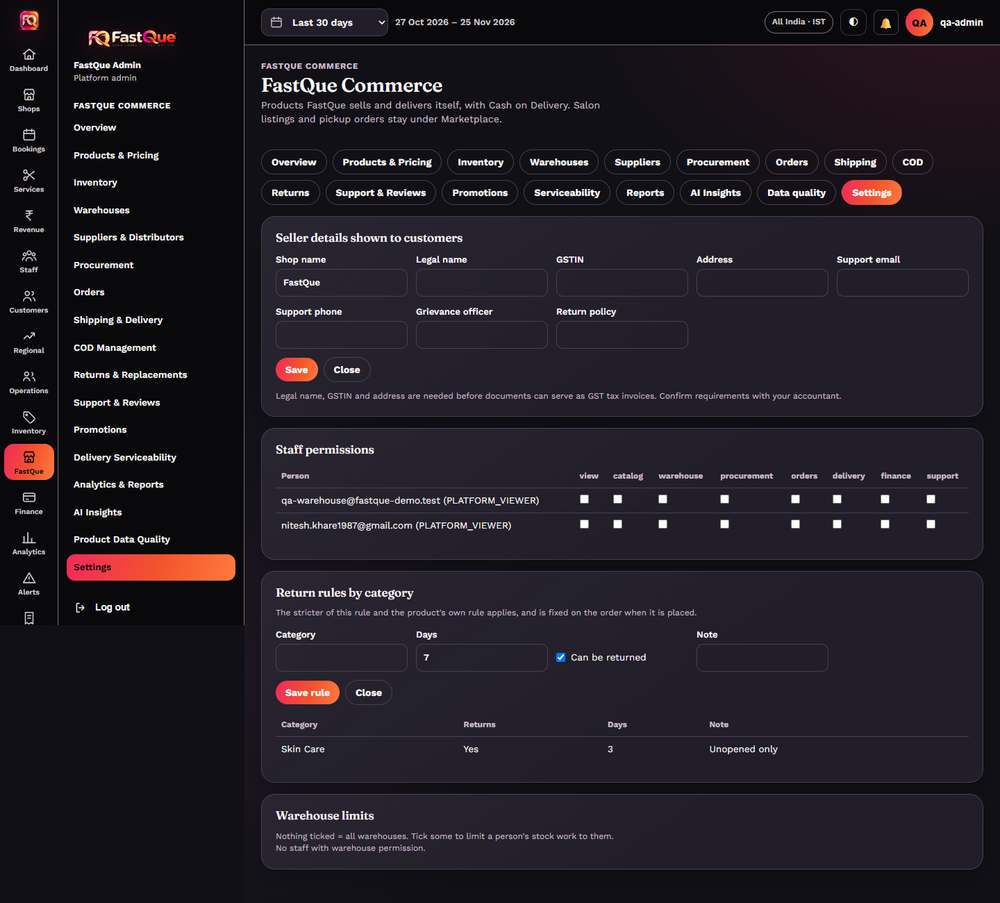 Dashboard
Shops
Bookings
Services
Revenue
Staff
Customers
Regional
Operations
Inventory
FastQue
Finance
Analytics
Alerts
FastQue
FastQue Admin
Platform admin
FASTQUE COMMERCE
Overview
Products & Pricing
Inventory
Warehouses
Suppliers & Distributors
Procurement
Orders
Shipping & Delivery
COD Management
Returns & Replacements
Support & Reviews
Promotions
Delivery Serviceability
Analytics & Reports
AI Insights
Product Data Quality
Settings
Log out
Last 30 days 27 Oct 2026 – 25 Nov 2026 All India · IST QA qa-admin
FASTQUE COMMERCE
FastQue Commerce
Products FastQue sells and delivers itself, with Cash on Delivery. Salon
listings and pickup orders stay under Marketplace.
Overview Products & Pricing Inventory Warehouses Suppliers Procurement Orders Shipping COD
Returns Support & Reviews Promotions Serviceability Reports AI Insights Data quality Settings
Seller details shown to customers
Shop name Legal name GSTIN Address Support email
FastQue
Support phone Grievance officer Return policy
Save Close
Legal name, GSTIN and address are needed before documents can serve as GST tax invoices. Confirm requirements with your accountant.
Staff permissions
Person view catalog warehouse procurement orders delivery finance support
qa-warehouse@fastque-demo.test (PLATFORM_VIEWER)
nitesh.khare1987@gmail.com (PLATFORM_VIEWER)
Return rules by category
The stricter of this rule and the product's own rule applies, and is fixed on the order when it is placed.
Category Days Note
7 Can be returned
Save rule Close
Category Returns Days Note
Skin Care Yes 3 Unopened only
Warehouse limits
Nothing ticked = all warehouses. Tick some to limit a person's stock work to them.
No staff with warehouse permission.